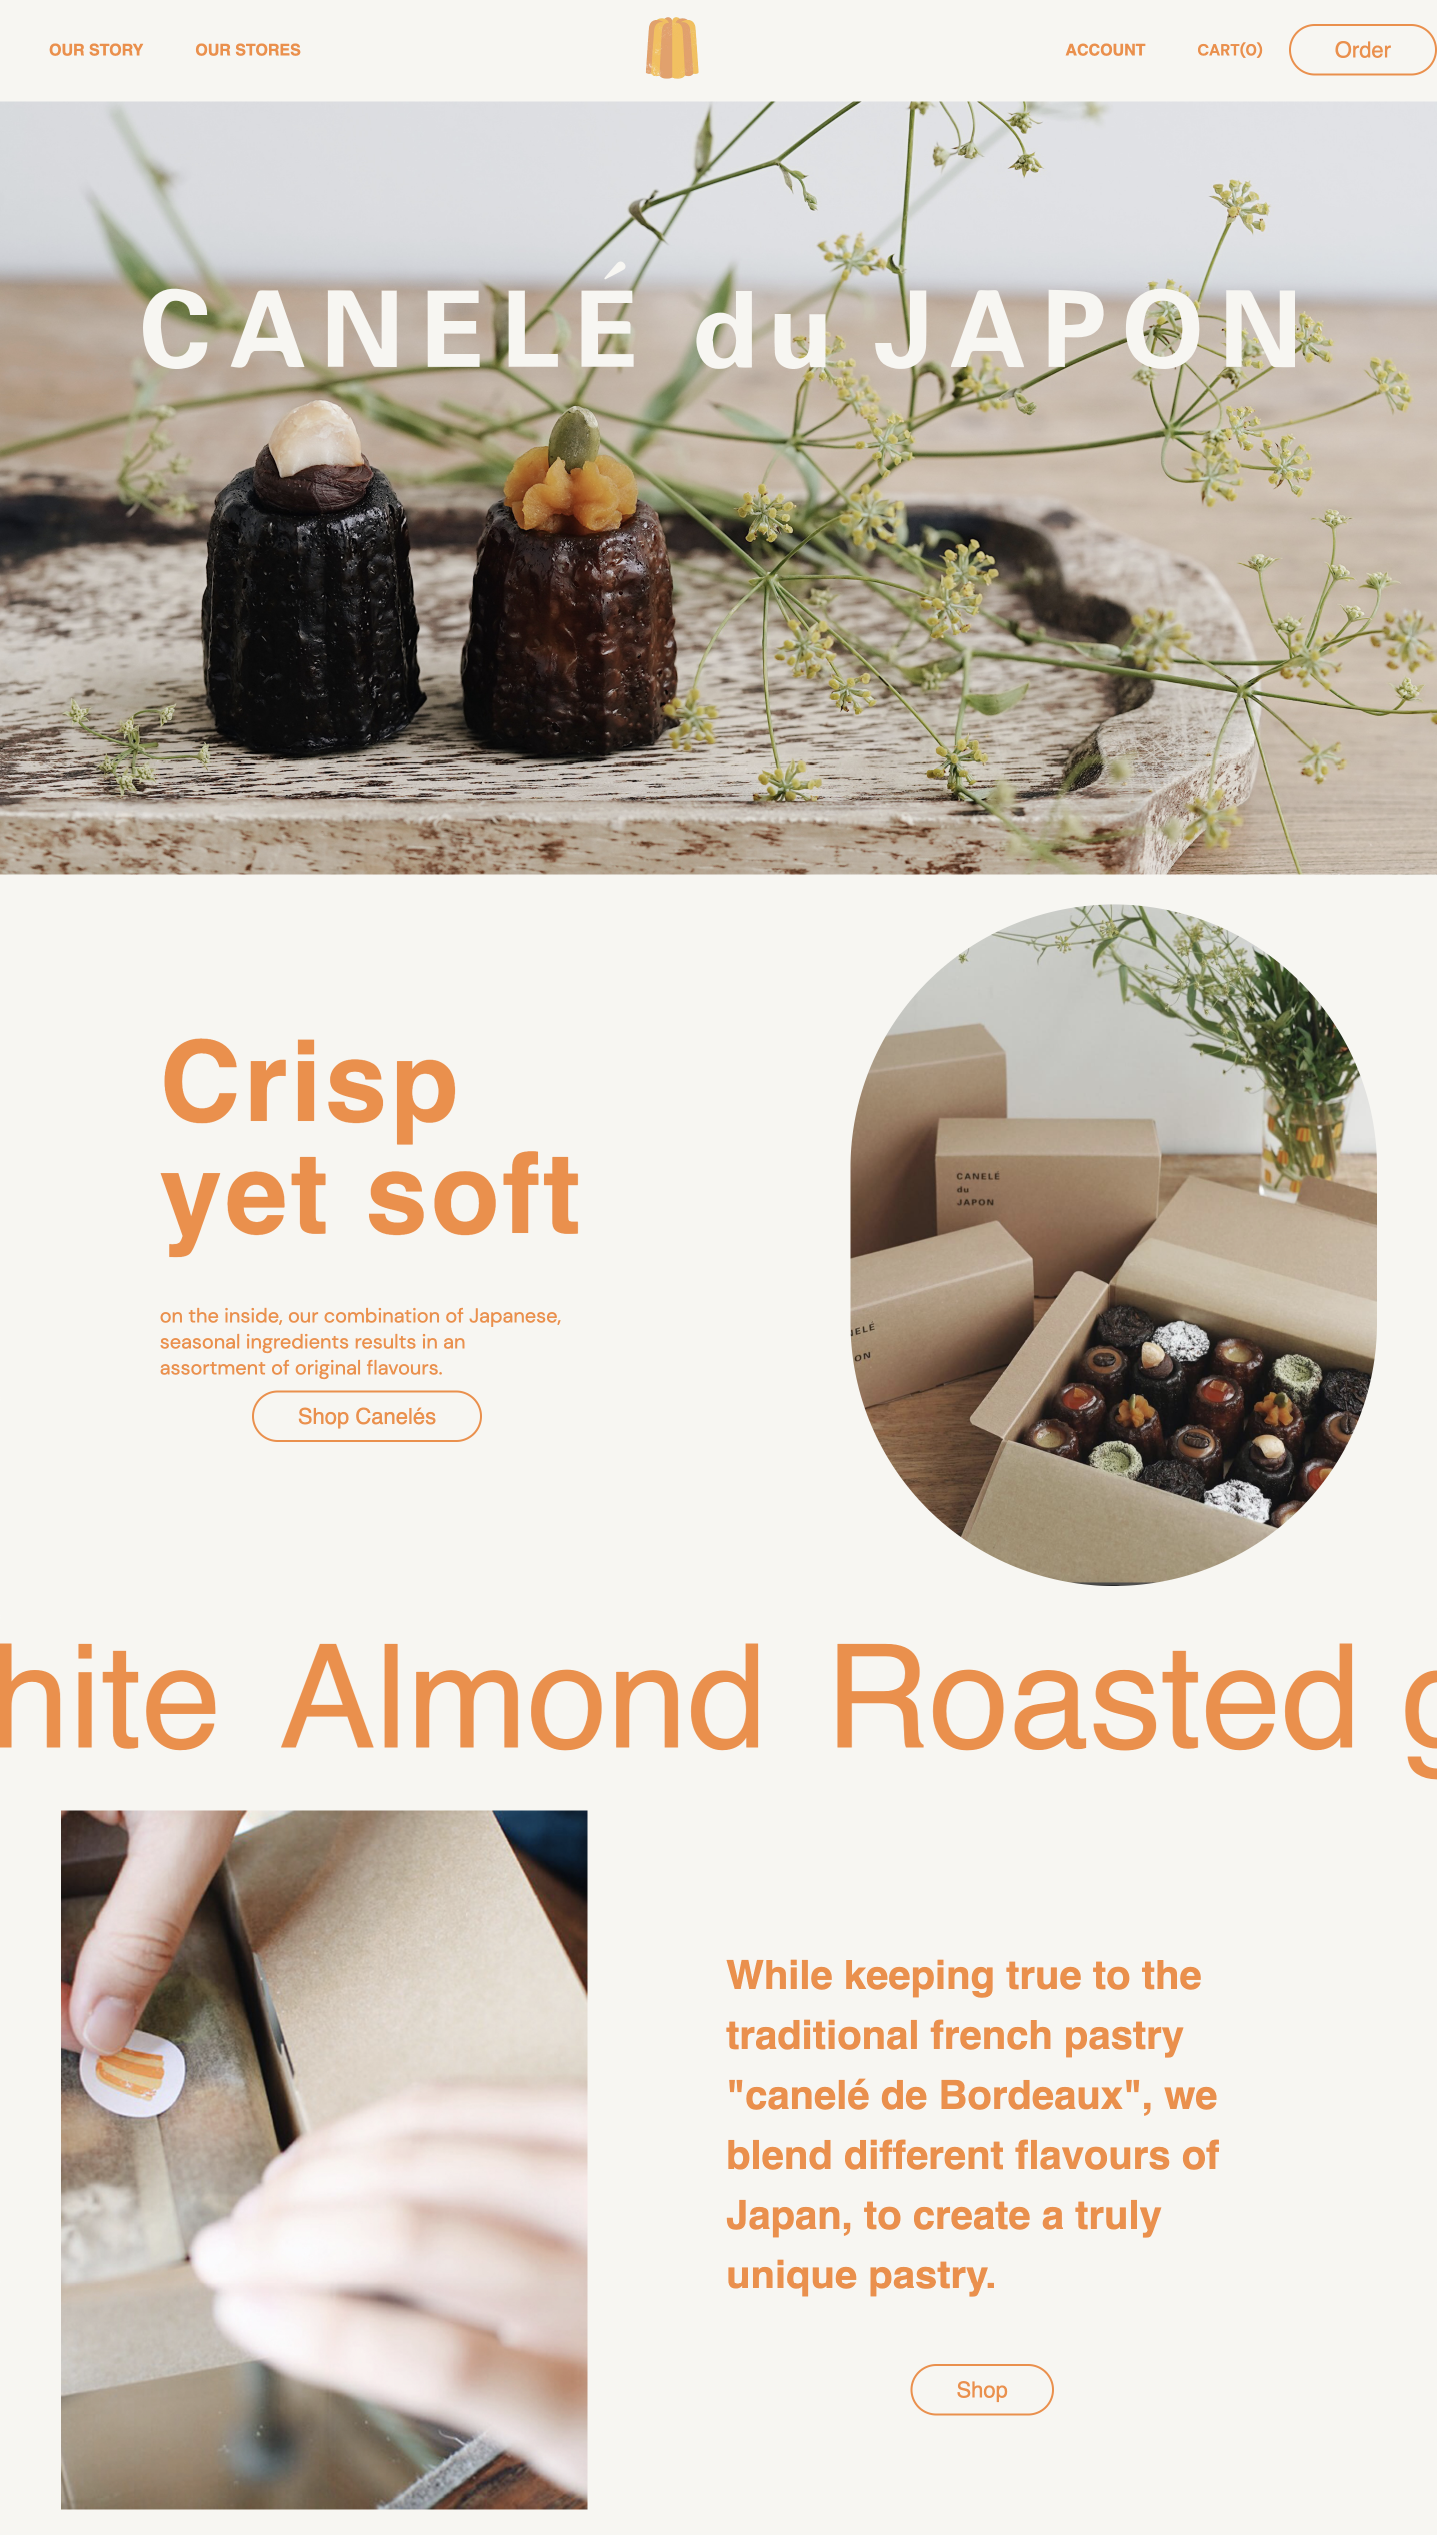 OUR STORY
OUR STORES
ACCOUNT
CART(0)
Order
CANELÉ du JAPON
Crisp
yet soft
on the inside, our combination of Japanese,
seasonal ingredients results in an
assortment of original flavours.
Shop Canelés
CANELÉ
du
JAPON
NELÉ
ON
hite Almond Roasted g
While keeping true to the
traditional french pastry
"canelé de Bordeaux", we
blend different flavours of
Japan, to create a truly
unique pastry.
Shop